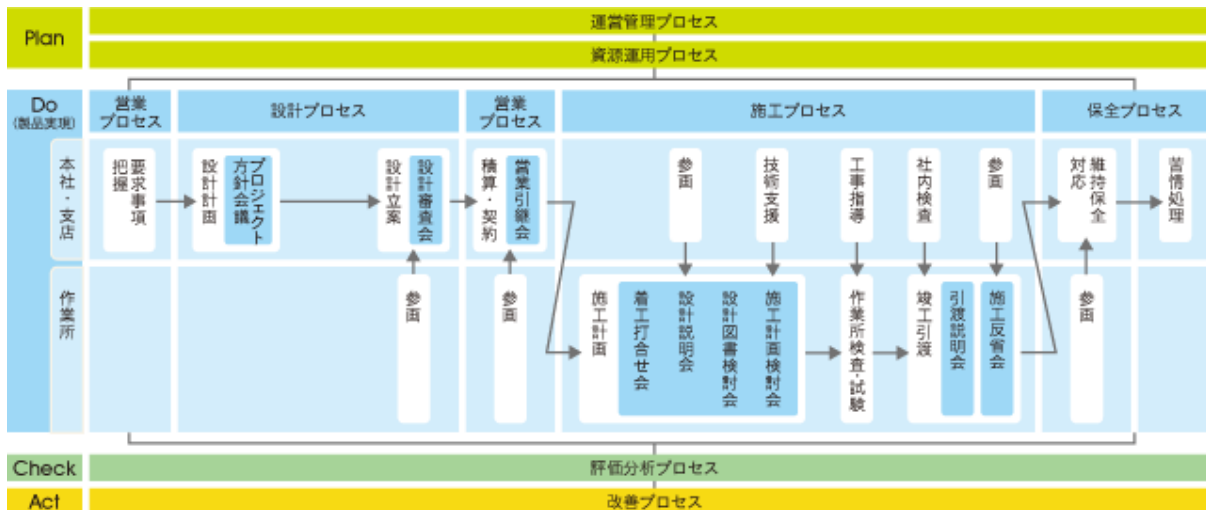 Plan
運営管理プロセス
資源運用プロセス
Do
(製品実現)
営業
プロセス
設計プロセス
営業
プロセス
施工プロセス
保全プロセス
本社・支店
要求事項
把握
設計計画
プロジェクト
方針会議
設計立案
設計審査会
積算・契約
営業引継会
参画
技術支援
工事指導
社内検査
参画
維持保全
対応
苦情処理
作業所
参画
参画
施工計画
着工打合せ会
設計説明会
設計図書検討会
施工計画検討会
作業所検査・試験
竣工引渡
引渡説明会
施工反省会
参画
Check
評価分析プロセス
Act
改善プロセス